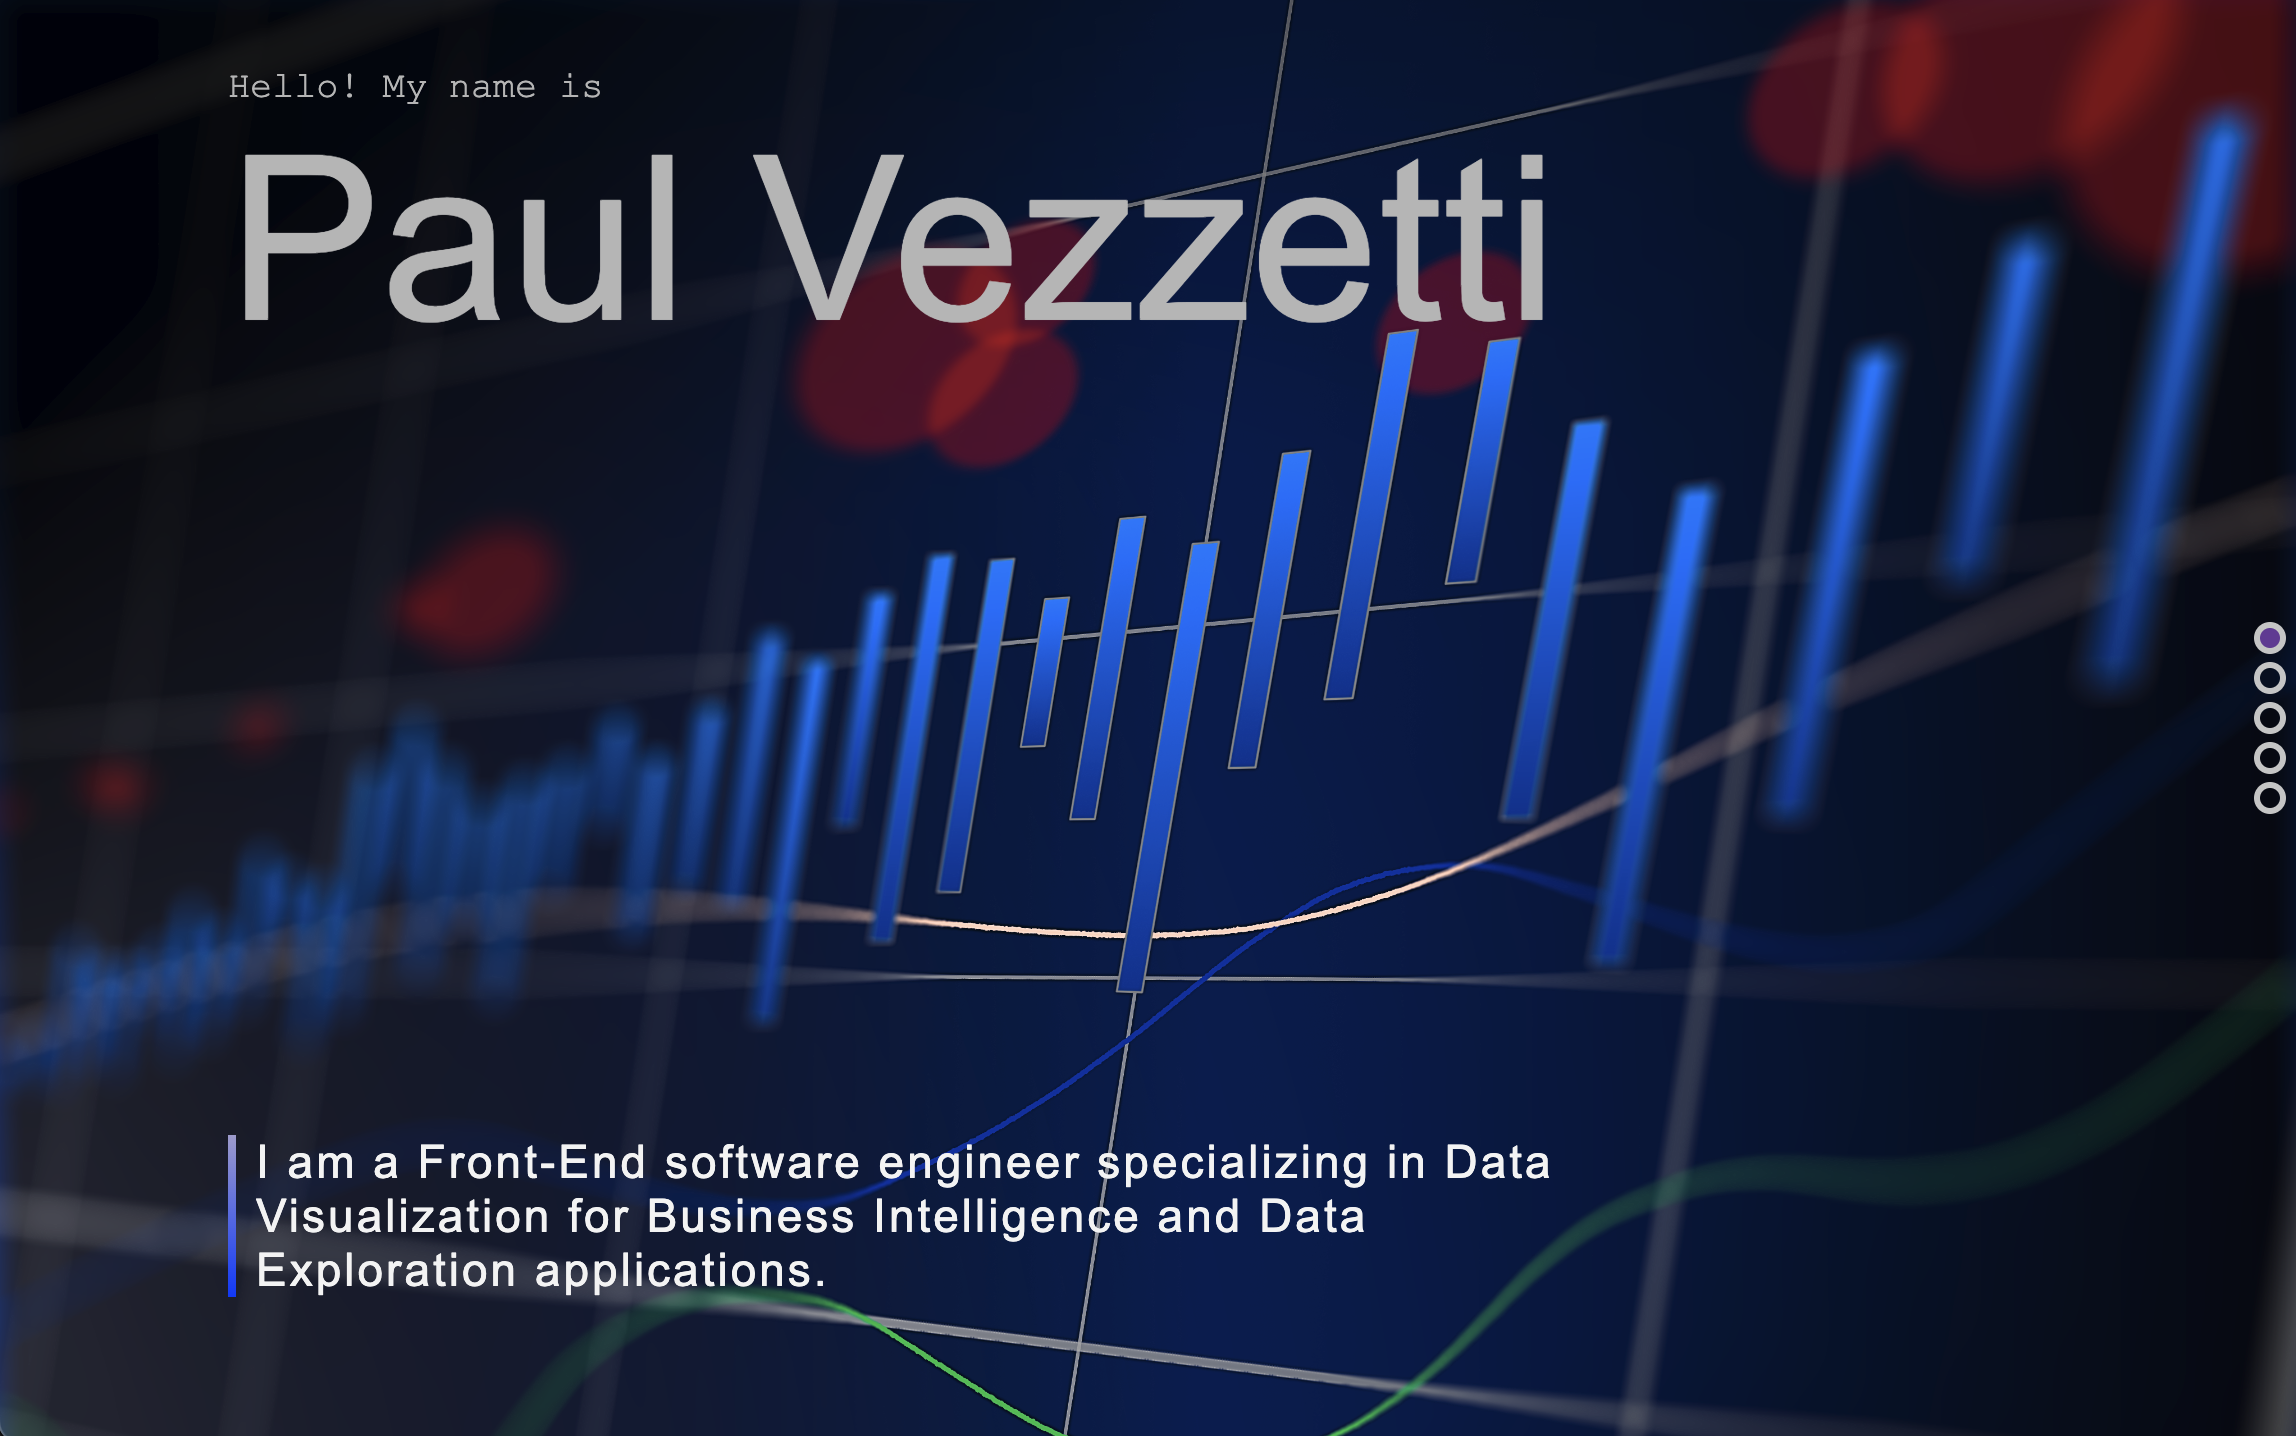 Hello! My name is
Paul Vezzetti
I am a Front-End software engineer specializing in Data
Visualization for Business Intelligence and Data
Exploration applications.